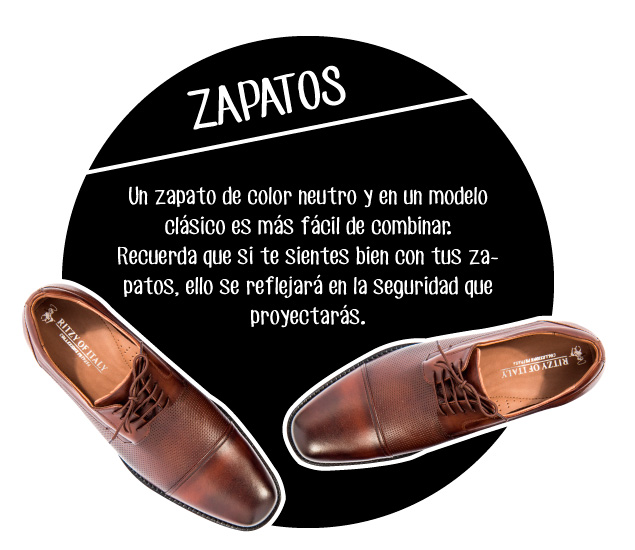 ZAPATOS
Un zapato de color neutro y en un modelo
clásico es más fácil de combinar.
Recuerda que si te sientes bien con tus za-
patos, ello se reflejará en la seguridad que
proyectarás.
RITZY OF ITALY
RITZY OF ITALY